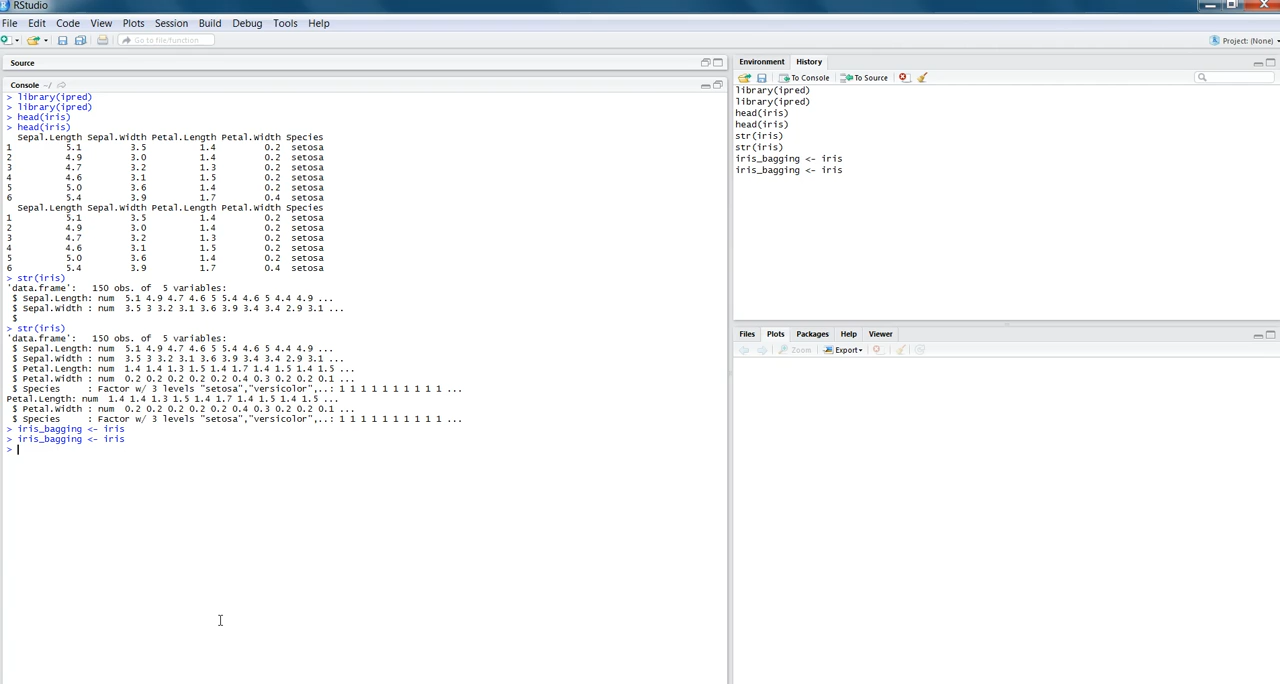 RStudio
File Edit Code View Plots Session Build Debug Tools Help
Go to file/function
Project: (None)
Source
Console ~/
> library(ipred)
> library(ipred)
> head(iris)
> head(iris)
  Sepal.Length Sepal.Width Petal.Length Petal.Width Species
1          5.1         3.5          1.4         0.2  setosa
2          4.9         3.0          1.4         0.2  setosa
3          4.7         3.2          1.3         0.2  setosa
4          4.6         3.1          1.5         0.2  setosa
5          5.0         3.6          1.4         0.2  setosa
6          5.4         3.9          1.7         0.4  setosa
  Sepal.Length Sepal.Width Petal.Length Petal.Width Species
1          5.1         3.5          1.4         0.2  setosa
2          4.9         3.0          1.4         0.2  setosa
3          4.7         3.2          1.3         0.2  setosa
4          4.6         3.1          1.5         0.2  setosa
5          5.0         3.6          1.4         0.2  setosa
6          5.4         3.9          1.7         0.4  setosa
> str(iris)
'data.frame':   150 obs. of  5 variables:
 $ Sepal.Length: num  5.1 4.9 4.7 4.6 5 5.4 4.6 5 4.4 4.9 ...
 $ Sepal.Width : num  3.5 3 3.2 3.1 3.6 3.9 3.4 3.4 2.9 3.1 ...
 $
> str(iris)
'data.frame':   150 obs. of  5 variables:
 $ Sepal.Length: num  5.1 4.9 4.7 4.6 5 5.4 4.6 5 4.4 4.9 ...
 $ Sepal.Width : num  3.5 3 3.2 3.1 3.6 3.9 3.4 3.4 2.9 3.1 ...
 $ Petal.Length: num  1.4 1.4 1.3 1.5 1.4 1.7 1.4 1.5 1.4 1.5 ...
 $ Petal.Width : num  0.2 0.2 0.2 0.2 0.2 0.4 0.3 0.2 0.2 0.1 ...
 $ Species     : Factor w/ 3 levels "setosa","versicolor",..: 1 1 1 1 1 1 1 1 1 1 ...
Petal.Length: num  1.4 1.4 1.3 1.5 1.4 1.7 1.4 1.5 1.4 1.5 ...
 $ Petal.Width : num  0.2 0.2 0.2 0.2 0.2 0.4 0.3 0.2 0.2 0.1 ...
 $ Species     : Factor w/ 3 levels "setosa","versicolor",..: 1 1 1 1 1 1 1 1 1 1 ...
> iris_bagging <- iris
> iris_bagging <- iris
>
Environment History
To Console To Source
library(ipred)
library(ipred)
head(iris)
head(iris)
str(iris)
str(iris)
iris_bagging <- iris
iris_bagging <- iris
Files Plots Packages Help Viewer
Zoom Export